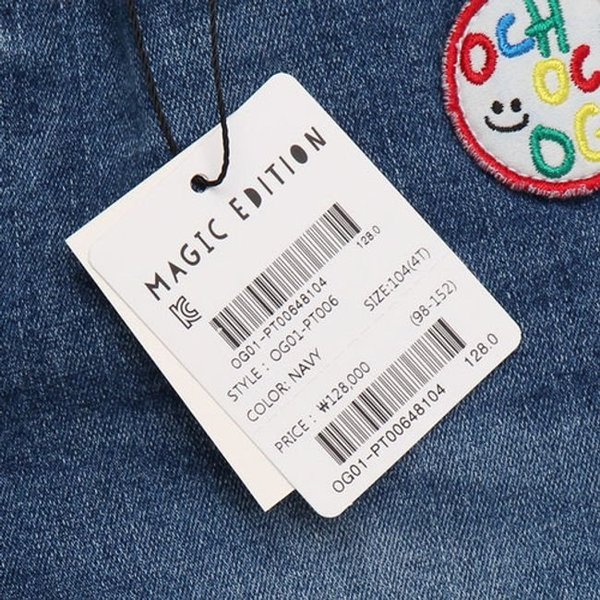 MAGIC EDITION
OG01-PT00648104
128.0
STYLE : OG01-PT006
SIZE:104(4T)
COLOR: NAVY
(98-152)
PRICE : ₩128,000
OG01-PT00648104
128.0
OCH
OC
OG